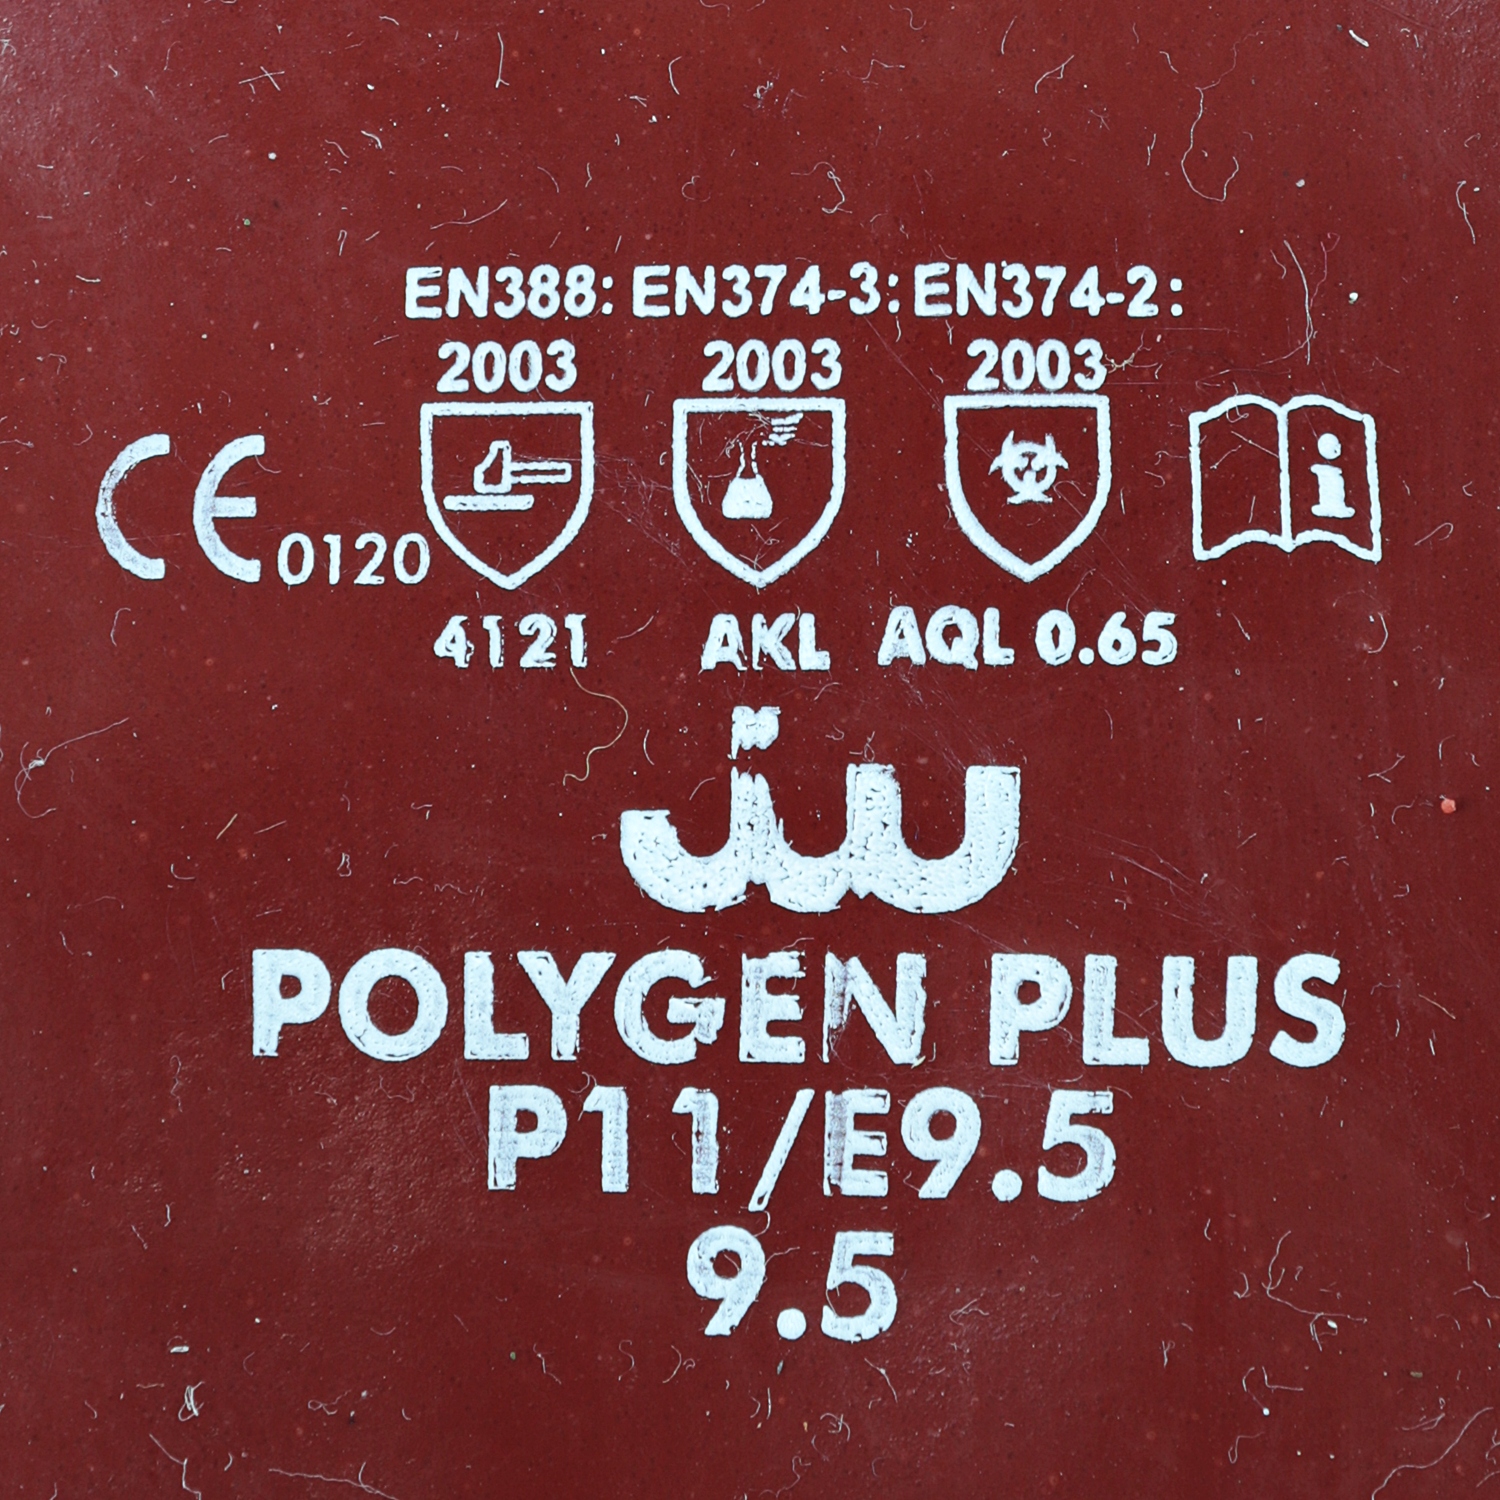 EN388: EN374-3: EN374-2:
2003 2003 2003
CE 0120
i
4121 AKL AQL 0.65
jw
POLYGEN PLUS
P11/E9.5
9.5